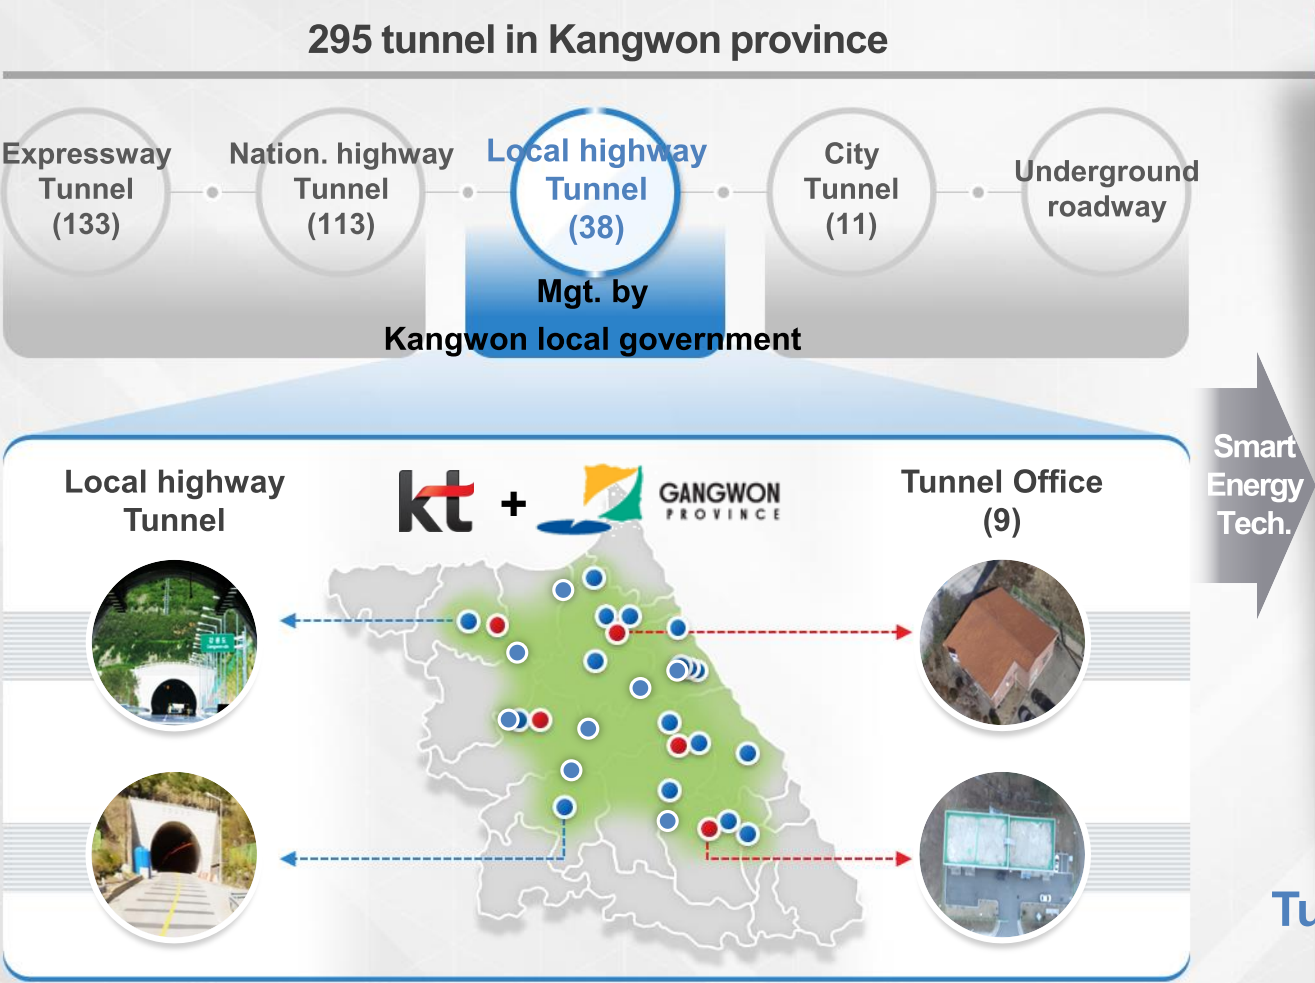 295 tunnel in Kangwon province
Expressway
Tunnel
(133)
Nation. highway
Tunnel
(113)
Local highway
Tunnel
(38)
City
Tunnel
(11)
Underground
roadway
Mgt. by
Kangwon local government
Local highway
Tunnel
kt + GANGWON
PROVINCE
Tunnel Office
(9)
Smart
Energy
Tech.